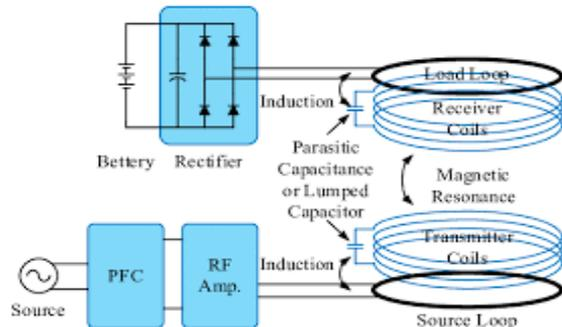 Load Loop
Induction
Receiver
Coils
Bettery
Rectifier
Parasitic
Capacitance
or Lumped
Capacitor
Magnetic
Resonance
Transmitter
Coils
PFC
RF
Amp.
Induction
Source
Source Loop